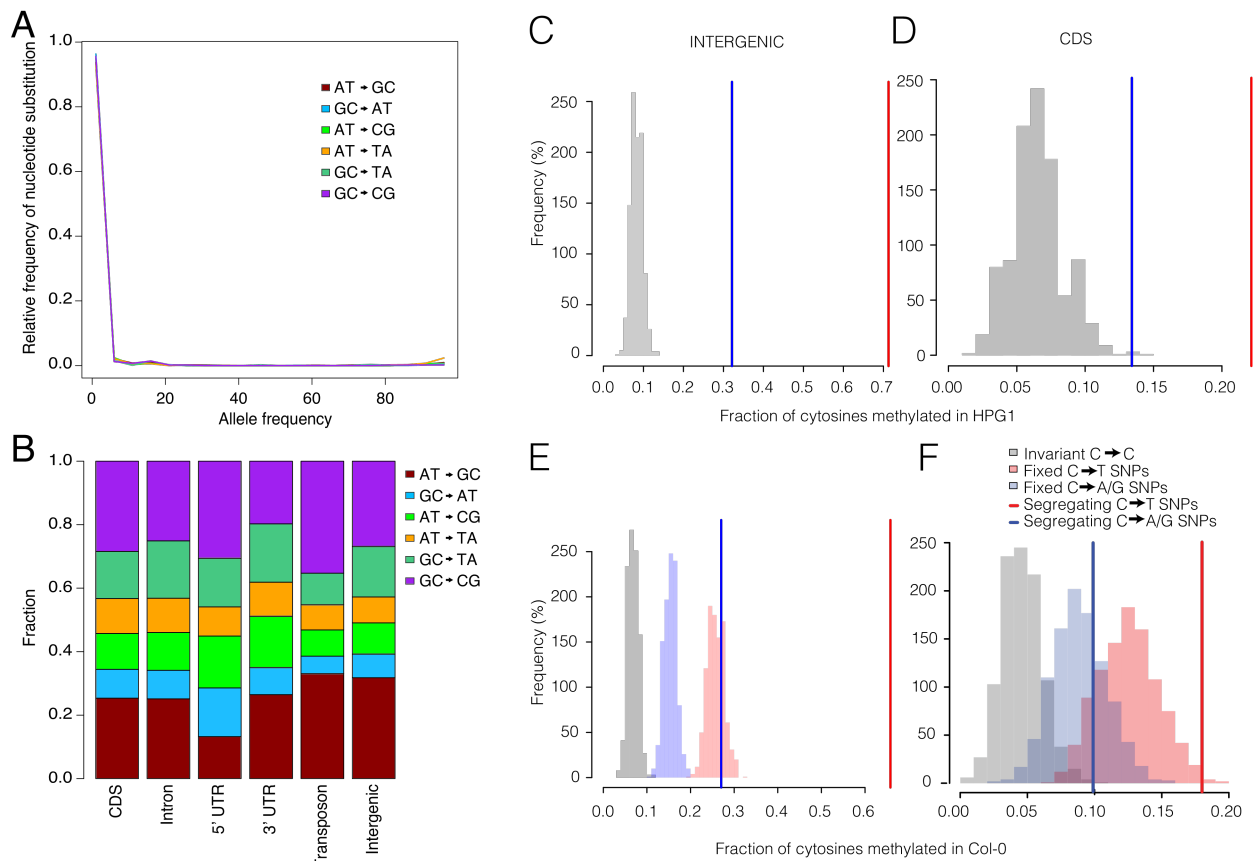 A
Relative frequency of nucleotide substitution
1.0
0.8
0.6
0.4
0.2
0.0
0 20 40 60 80
Allele frequency
AT → GC
GC → AT
AT → CG
AT → TA
GC → TA
GC → CG
B
Fraction
1.0
0.8
0.6
0.4
0.2
0.0
CDS
Intron
5' UTR
3' UTR
Transposon
Intergenic
AT → GC
GC → AT
AT → CG
AT → TA
GC → TA
GC → CG
C
INTERGENIC
Frequency (%)
250
200
150
100
50
0
0.0 0.1 0.2 0.3 0.4 0.5 0.6 0.7
D
CDS
250
200
150
100
50
0
0.0 0.05 0.10 0.15 0.20
Fraction of cytosines methylated in HPG1
E
Frequency (%)
250
200
150
100
50
0
0.0 0.1 0.2 0.3 0.4 0.5 0.6
F
Invariant C → C
Fixed C → T SNPs
Fixed C → A/G SNPs
Segregating C → T SNPs
Segregating C → A/G SNPs
250
200
150
100
50
0
0.00 0.05 0.10 0.15 0.20
Fraction of cytosines methylated in Col-0